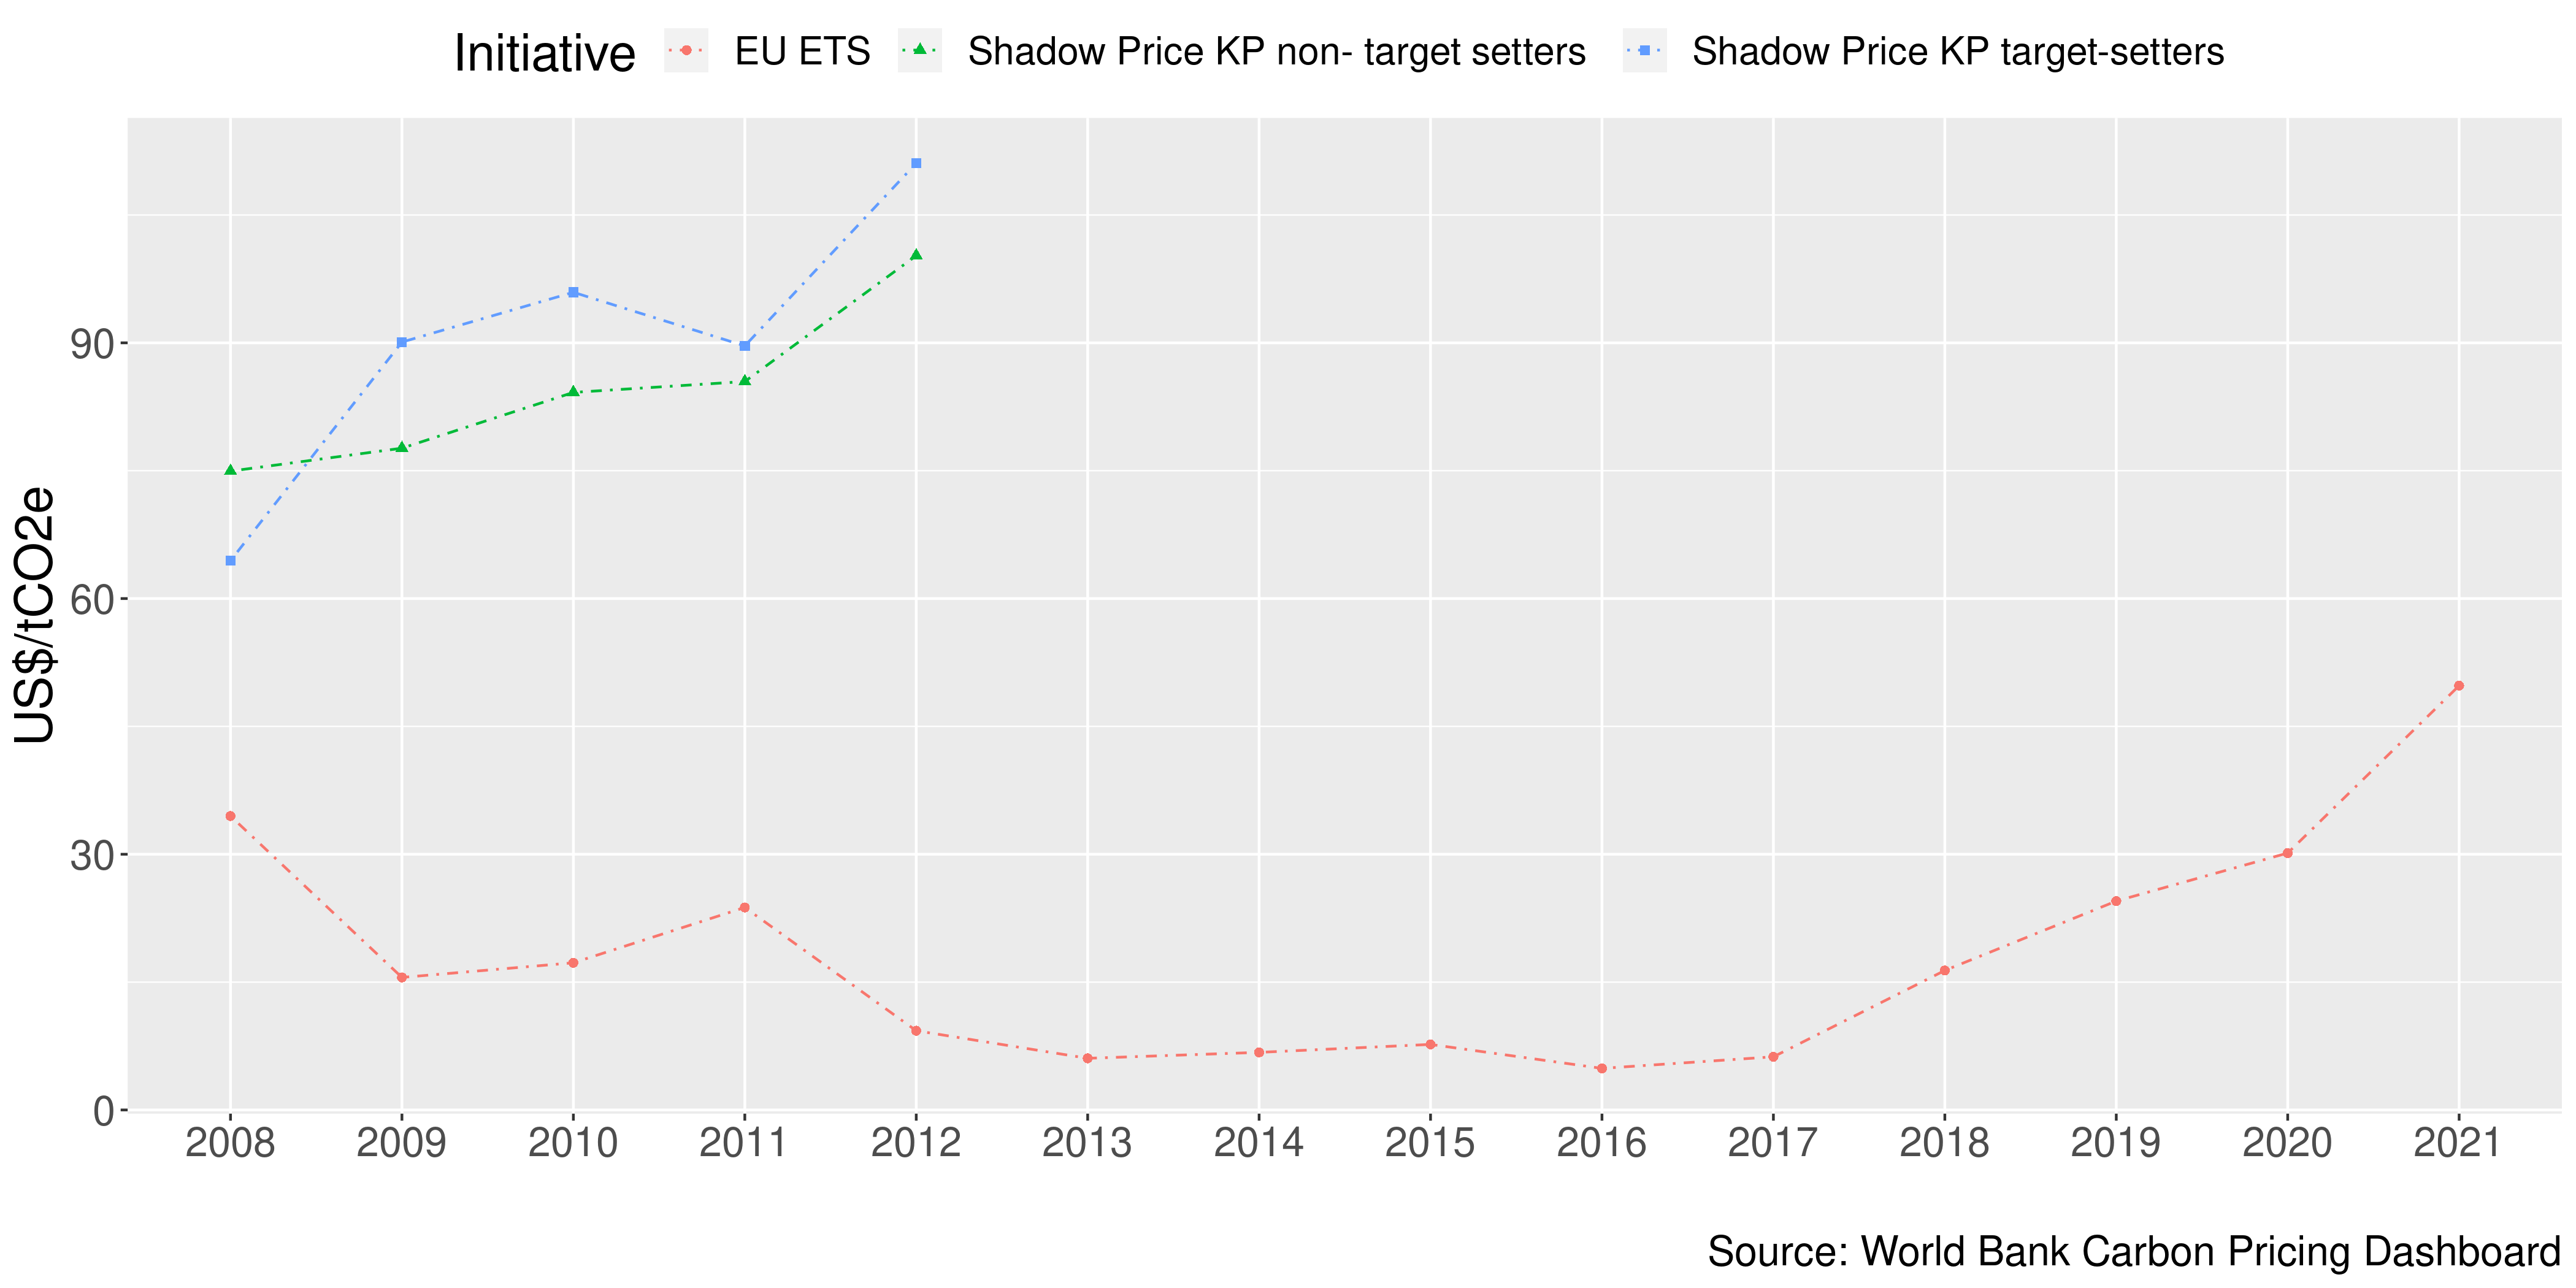 Initiative EU ETS Shadow Price KP non- target setters Shadow Price KP target-setters
US$/tCO2e
90
60
30
0
2008 2009 2010 2011 2012 2013 2014 2015 2016 2017 2018 2019 2020 2021
Source: World Bank Carbon Pricing Dashboard